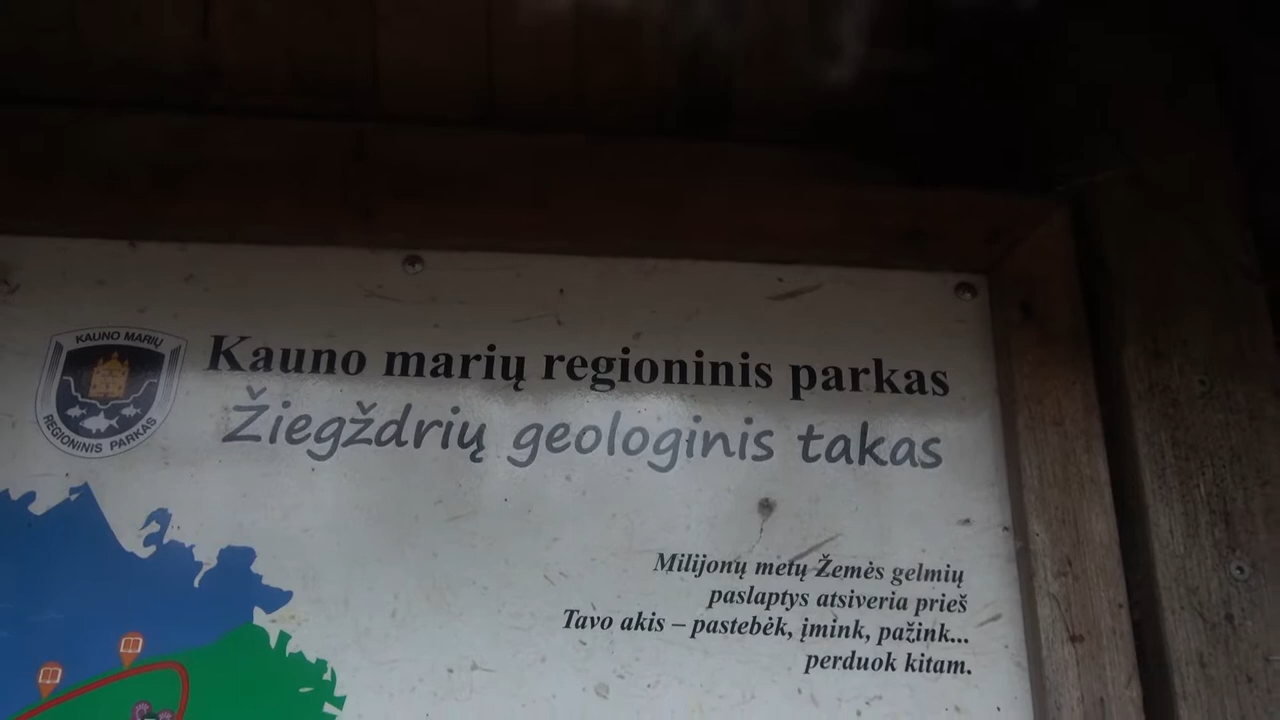 KAUNO MARIŲ
REGIONINIS PARKAS
Kauno marių regioninis parkas
Žiegždrių geologinis takas
Milijonų metų Žemės gelmių
paslaptys atsiveria prieš
Tavo akis – pastebėk, įmink, pažink...
perduok kitam.